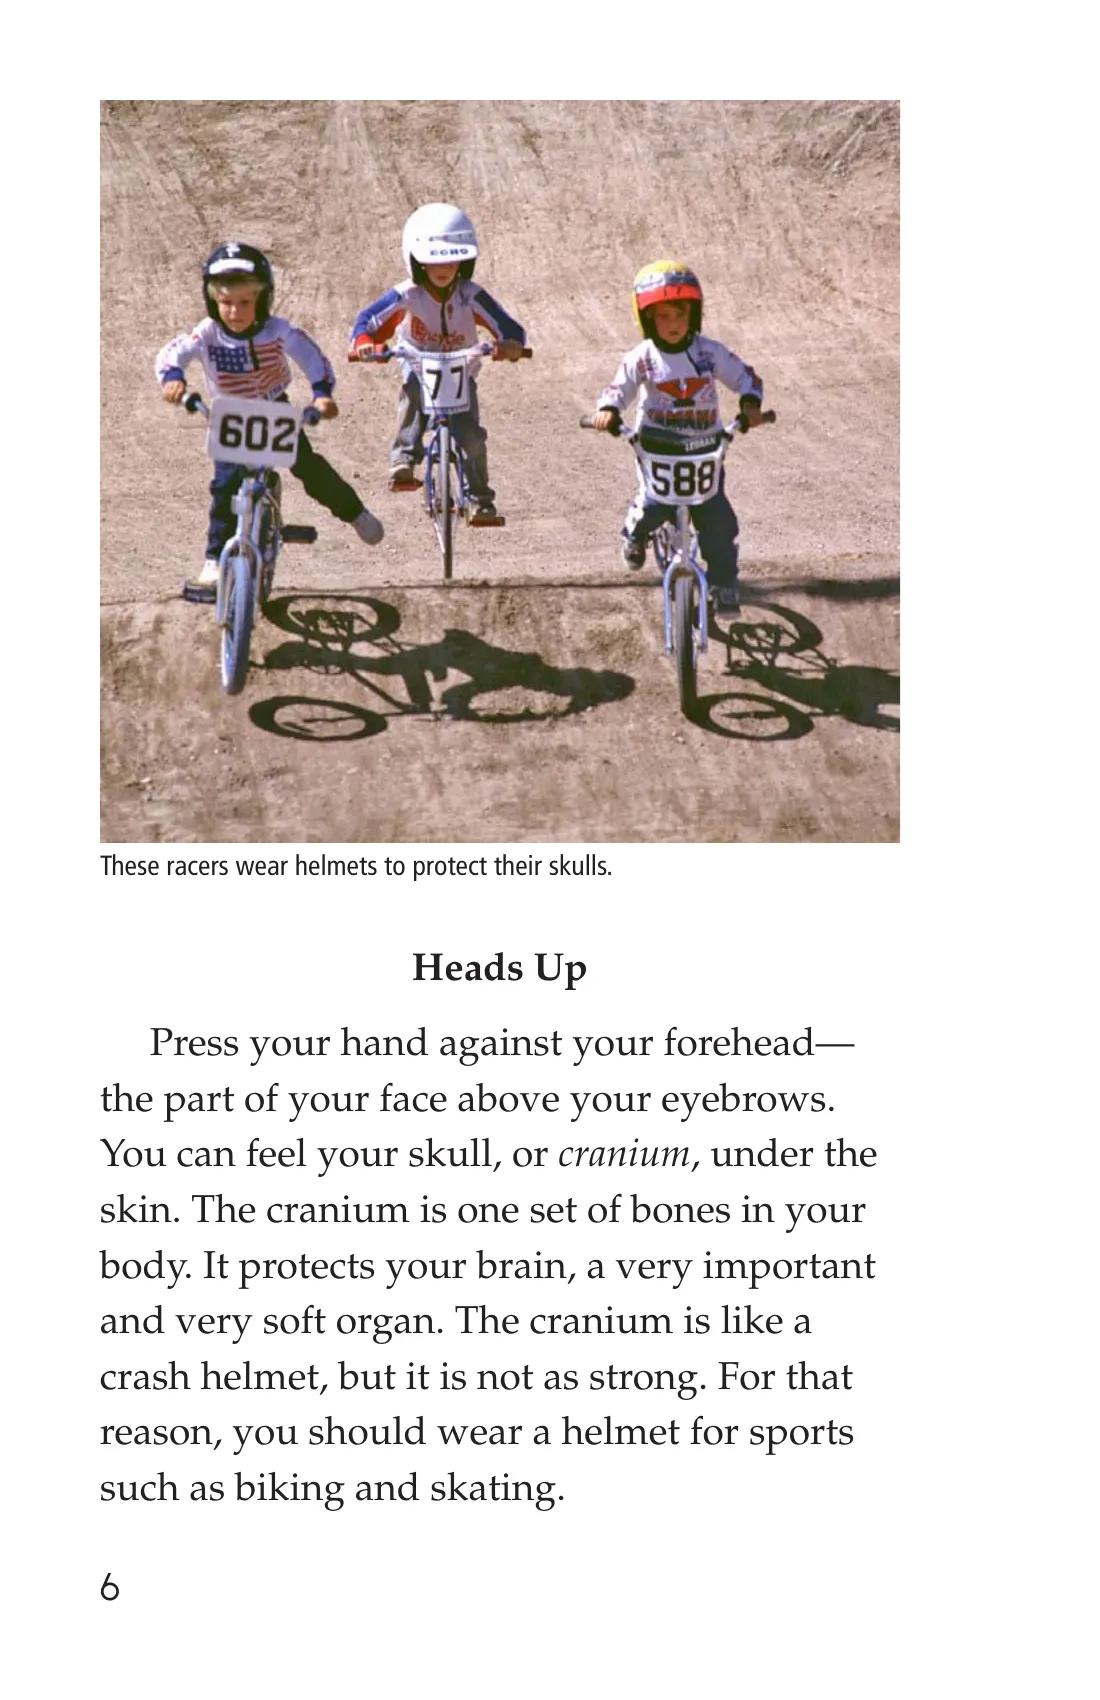 ECHO
602
77
YAMAHA
588
These racers wear helmets to protect their skulls.
Heads Up
Press your hand against your forehead—
the part of your face above your eyebrows.
You can feel your skull, or cranium, under the
skin. The cranium is one set of bones in your
body. It protects your brain, a very important
and very soft organ. The cranium is like a
crash helmet, but it is not as strong. For that
reason, you should wear a helmet for sports
such as biking and skating.
6